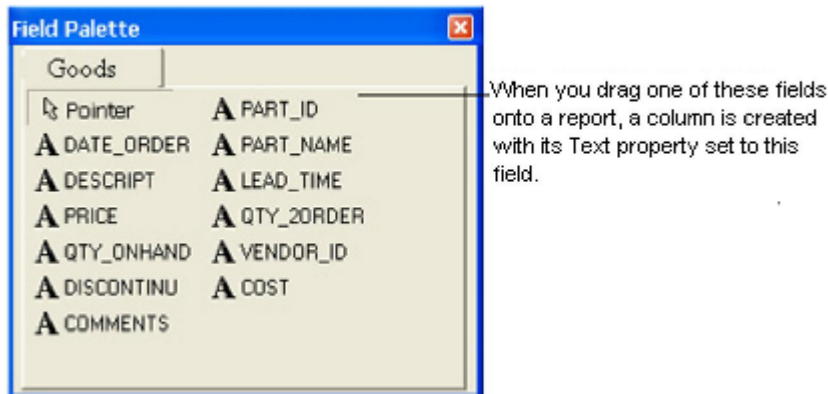 Field Palette
Goods
Pointer A PART_ID
A DATE_ORDER A PART_NAME
A DESCRIPT A LEAD_TIME
A PRICE A QTY_2ORDER
A QTY_ONHAND A VENDOR_ID
A DISCONTINU A COST
A COMMENTS
When you drag one of these fields
onto a report, a column is created
with its Text property set to this
field.